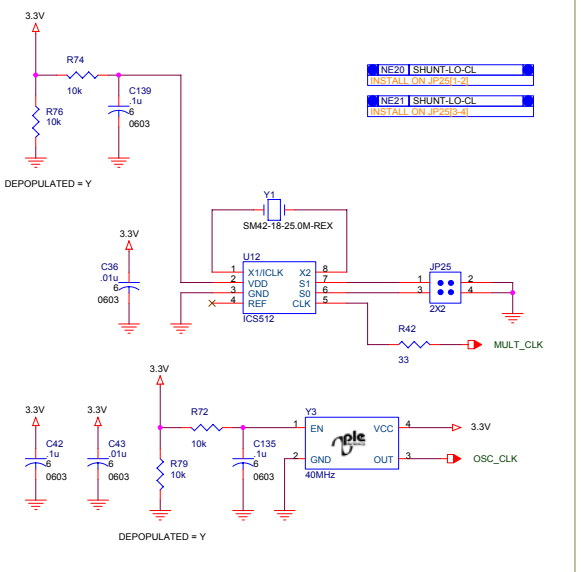 3.3V
R74
10k
R76
10k
C139
.1u
6
0603
DEPOPULATED = Y
NE20 SHUNT-LO-CL
INSTALL ON JP25[1-2]
NE21 SHUNT-LO-CL
INSTALL ON JP25[3-4]
Y1
SM42-18-25.0M-REX
3.3V
C36
.01u
6
0603
U12
1 X1/ICLK X2 8
2 VDD S1 7
3 GND S0 6
4 REF CLK 5
ICS512
JP25
1 2
3 4
2X2
R42
33
MULT_CLK
3.3V
C42
.1u
6
0603
3.3V
C43
.01u
6
0603
3.3V
R72
10k
R79
10k
C135
.1u
6
0603
DEPOPULATED = Y
Y3
1 EN VCC 4
2 GND OUT 3
40MHz
3.3V
OSC_CLK